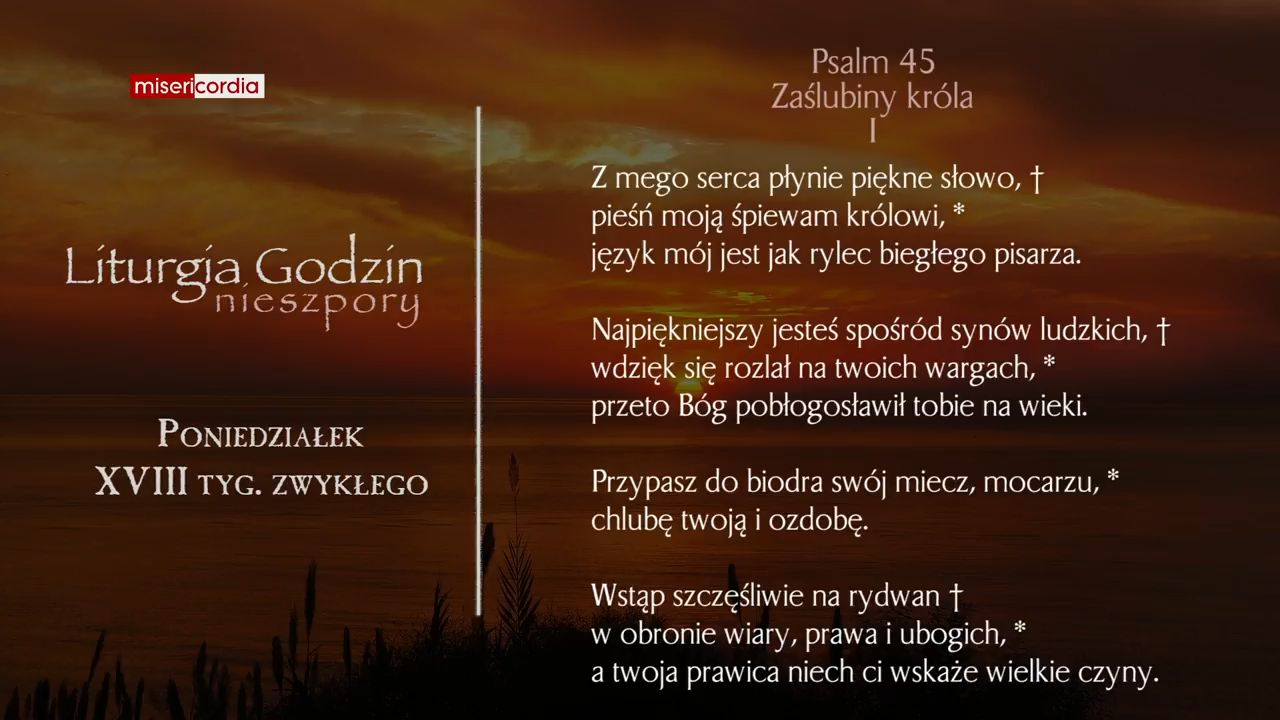 misericordia
Liturgia Godzin
nieszpory
Poniedziałek
XVIII tyg. zwykłego
Psalm 45
Zaślubiny króla
I
Z mego serca płynie piękne słowo, †
pieśń moją śpiewam królowi, *
język mój jest jak rylec biegłego pisarza.
Najpiękniejszy jesteś spośród synów ludzkich, †
wdzięk się rozlał na twoich wargach, *
przeto Bóg pobłogosławił tobie na wieki.
Przypasz do biodra swój miecz, mocarzu, *
chlubę twoją i ozdobę.
Wstąp szczęśliwie na rydwan †
w obronie wiary, prawa i ubogich, *
a twoja prawica niech ci wskaże wielkie czyny.